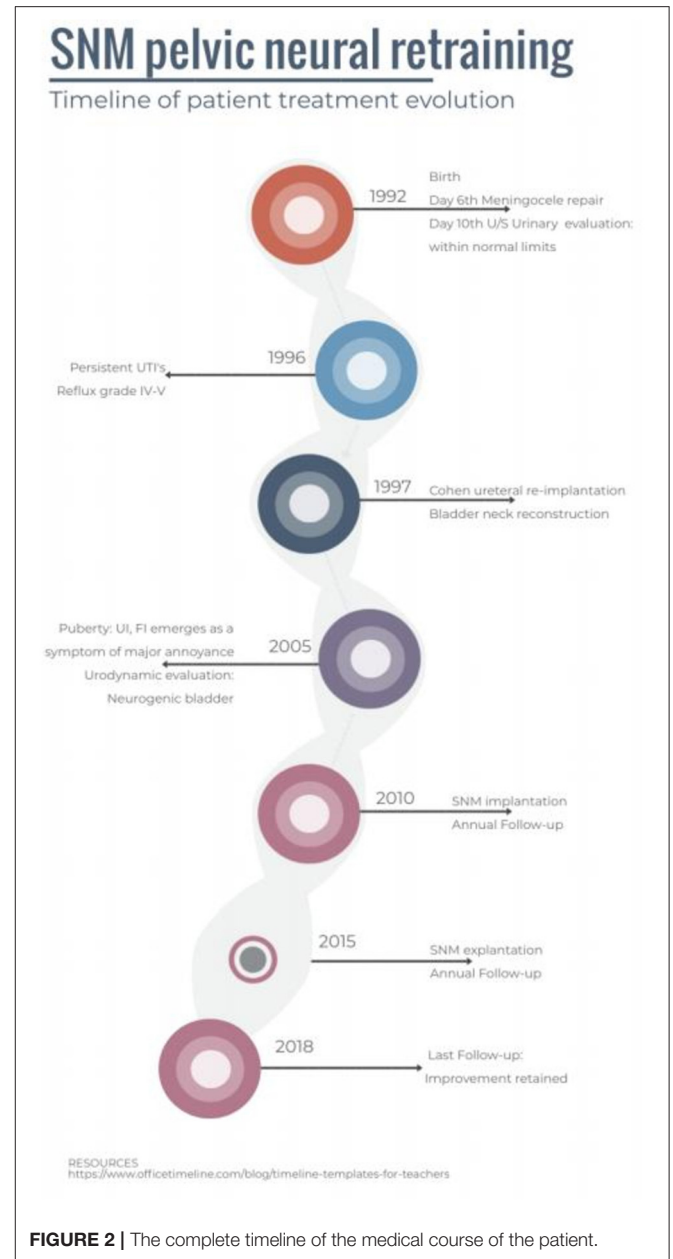 SNM pelvic neural retraining
Timeline of patient treatment evolution
1992
Birth
Day 6th Meningocele repair
Day 10th U/S Urinary evaluation:
within normal limits
1996
Persistent UTI's
Reflux grade IV-V
1997
Cohen ureteral re-implantation
Bladder neck reconstruction
2005
Puberty: UI, FI emerges as a
symptom of major annoyance
Urodynamic evaluation:
Neurogenic bladder
2010
SNM implantation
Annual Follow-up
2015
SNM explantation
Annual Follow-up
2018
Last Follow-up:
Improvement retained
RESOURCES
https://www.officetimeline.com/blog/timeline-templates-for-teachers
FIGURE 2 | The complete timeline of the medical course of the patient.